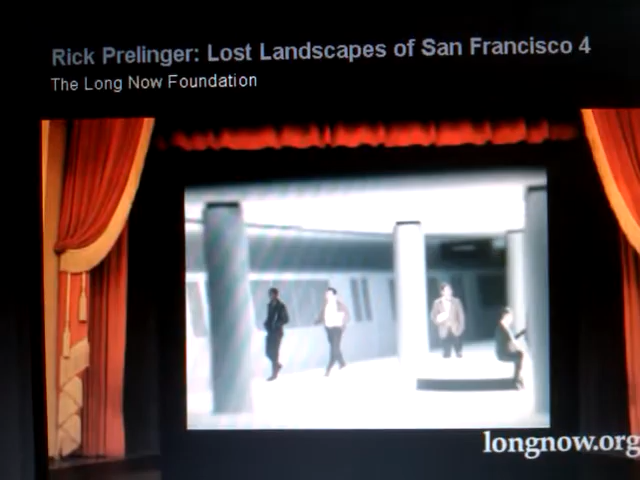 Rick Prelinger: Lost Landscapes of San Francisco 4
The Long Now Foundation
longnow.org